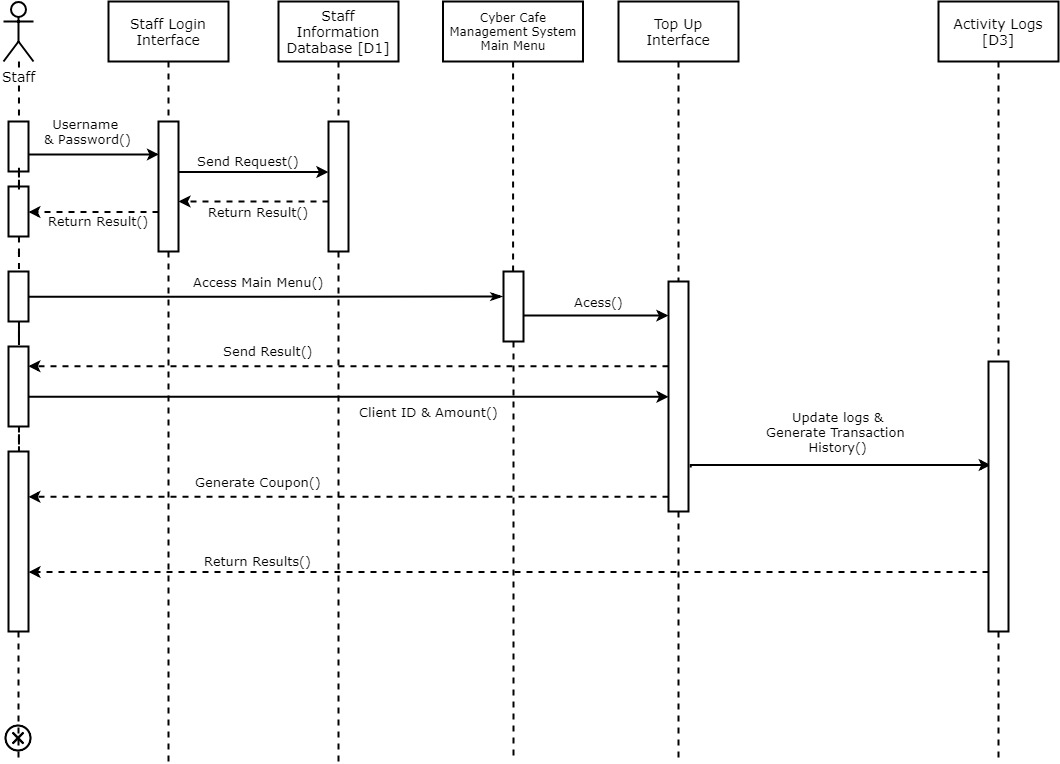 Staff Login
Interface
Staff
Information
Database [D1]
Cyber Cafe
Management System
Main Menu
Top Up
Interface
Activity Logs
[D3]
Staff
Username
& Password()
Send Request()
Return Result()
Return Result()
Access Main Menu()
Acess()
Send Result()
Client ID & Amount()
Update logs &
Generate Transaction
History()
Generate Coupon()
Return Results()